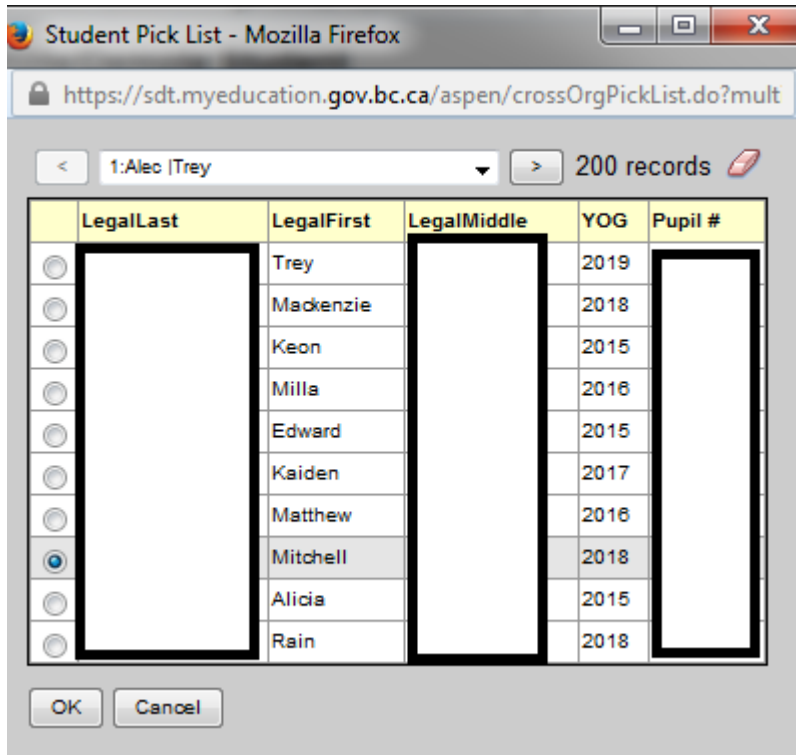 Student Pick List - Mozilla Firefox
https://sdt.myeducation.gov.bc.ca/aspen/crossOrgPickList.do?mult
< 1:Alec |Trey > 200 records
LegalLast LegalFirst LegalMiddle YOG Pupil #
Trey 2019
Mackenzie 2018
Keon 2015
Milla 2016
Edward 2015
Kaiden 2017
Matthew 2016
Mitchell 2018
Alicia 2015
Rain 2018
OK Cancel